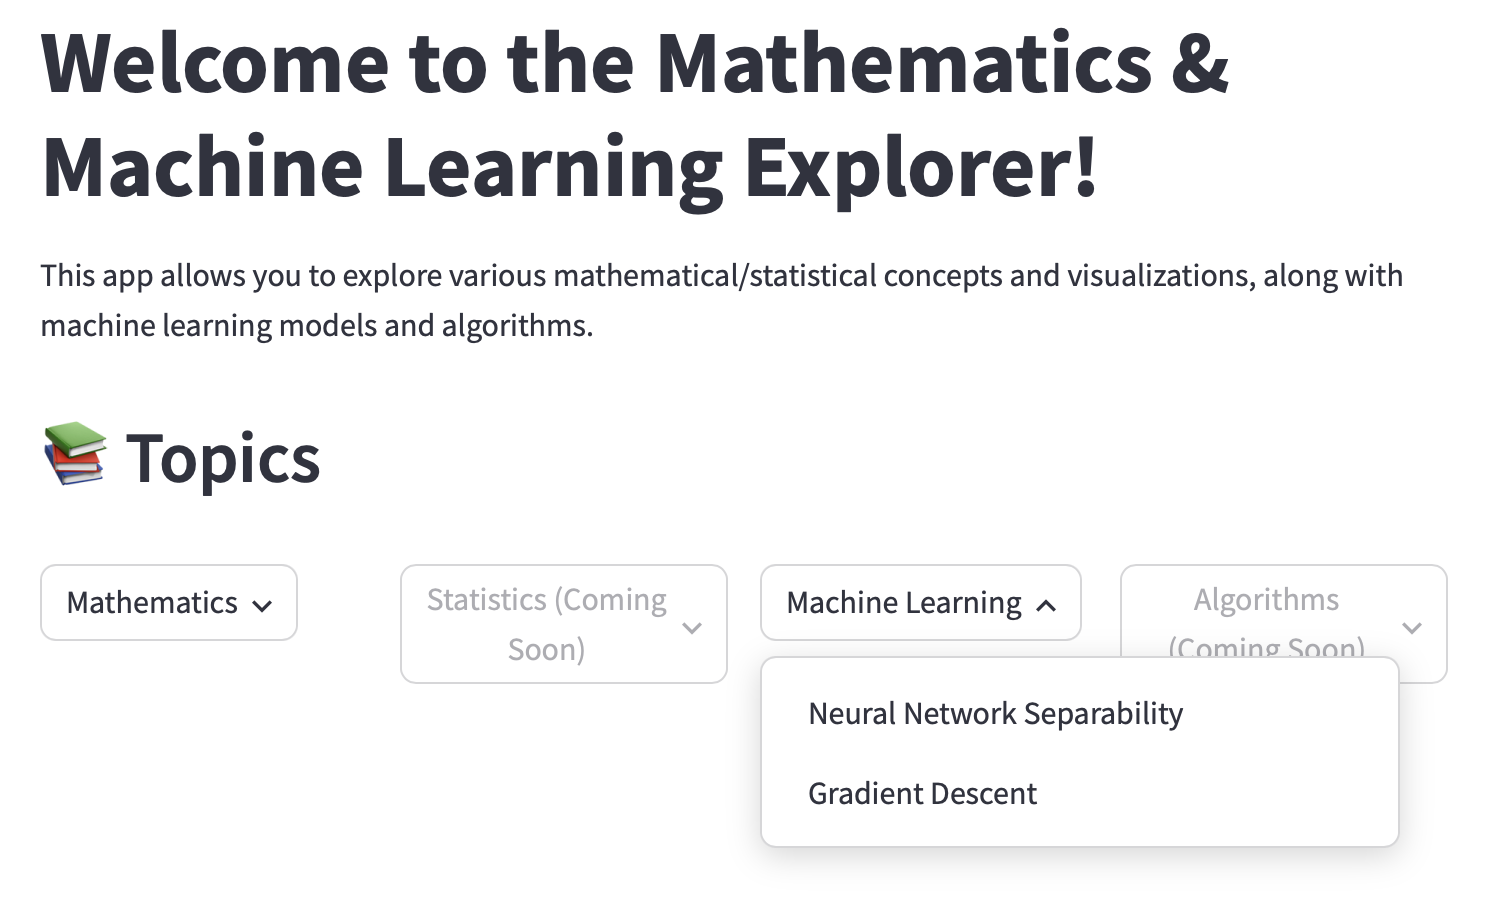 Welcome to the Mathematics &
Machine Learning Explorer!
This app allows you to explore various mathematical/statistical concepts and visualizations, along with
machine learning models and algorithms.
Topics
Mathematics
Statistics (Coming
Soon)
Machine Learning
Algorithms
(Coming Soon)
Neural Network Separability
Gradient Descent